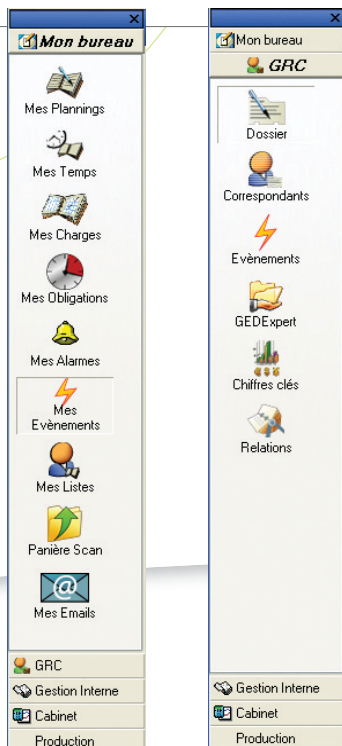 Mon bureau
Mes Plannings
Mes Temps
Mes Charges
Mes Obligations
Mes Alarmes
Mes
Evènements
Mes Listes
Panière Scan
Mes Emails
GRC
Gestion Interne
Cabinet
Production
Mon bureau
GRC
Dossier
Correspondants
Evènements
GEDExpert
Chiffres clés
Relations
Gestion Interne
Cabinet
Production